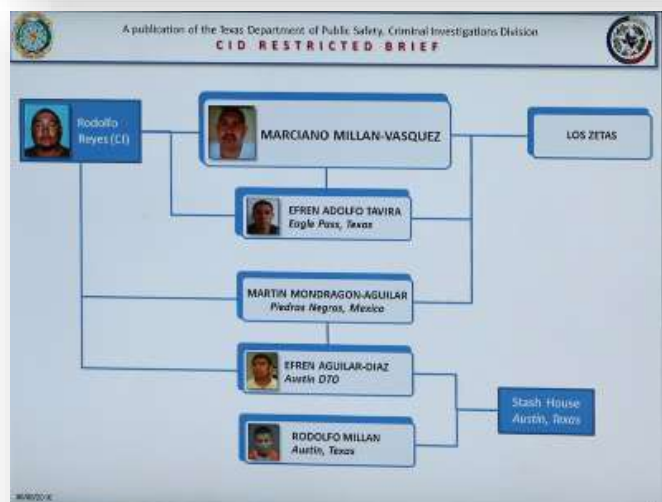 A publication of the Texas Department of Public Safety, Criminal Investigations Division
CID RESTRICTED BRIEF
Rodolfo
Reyes (CI)
MARCIANO MILLAN-VASQUEZ
LOS ZETAS
EFREN ADOLFO TAVIRA
Eagle Pass, Texas
MARTIN MONDRAGON-AGUILAR
Piedras Negras, Mexico
EFREN AGUILAR-DIAZ
Austin DTO
Stash House
Austin, Texas
RODOLFO MILLAN
Austin, Texas